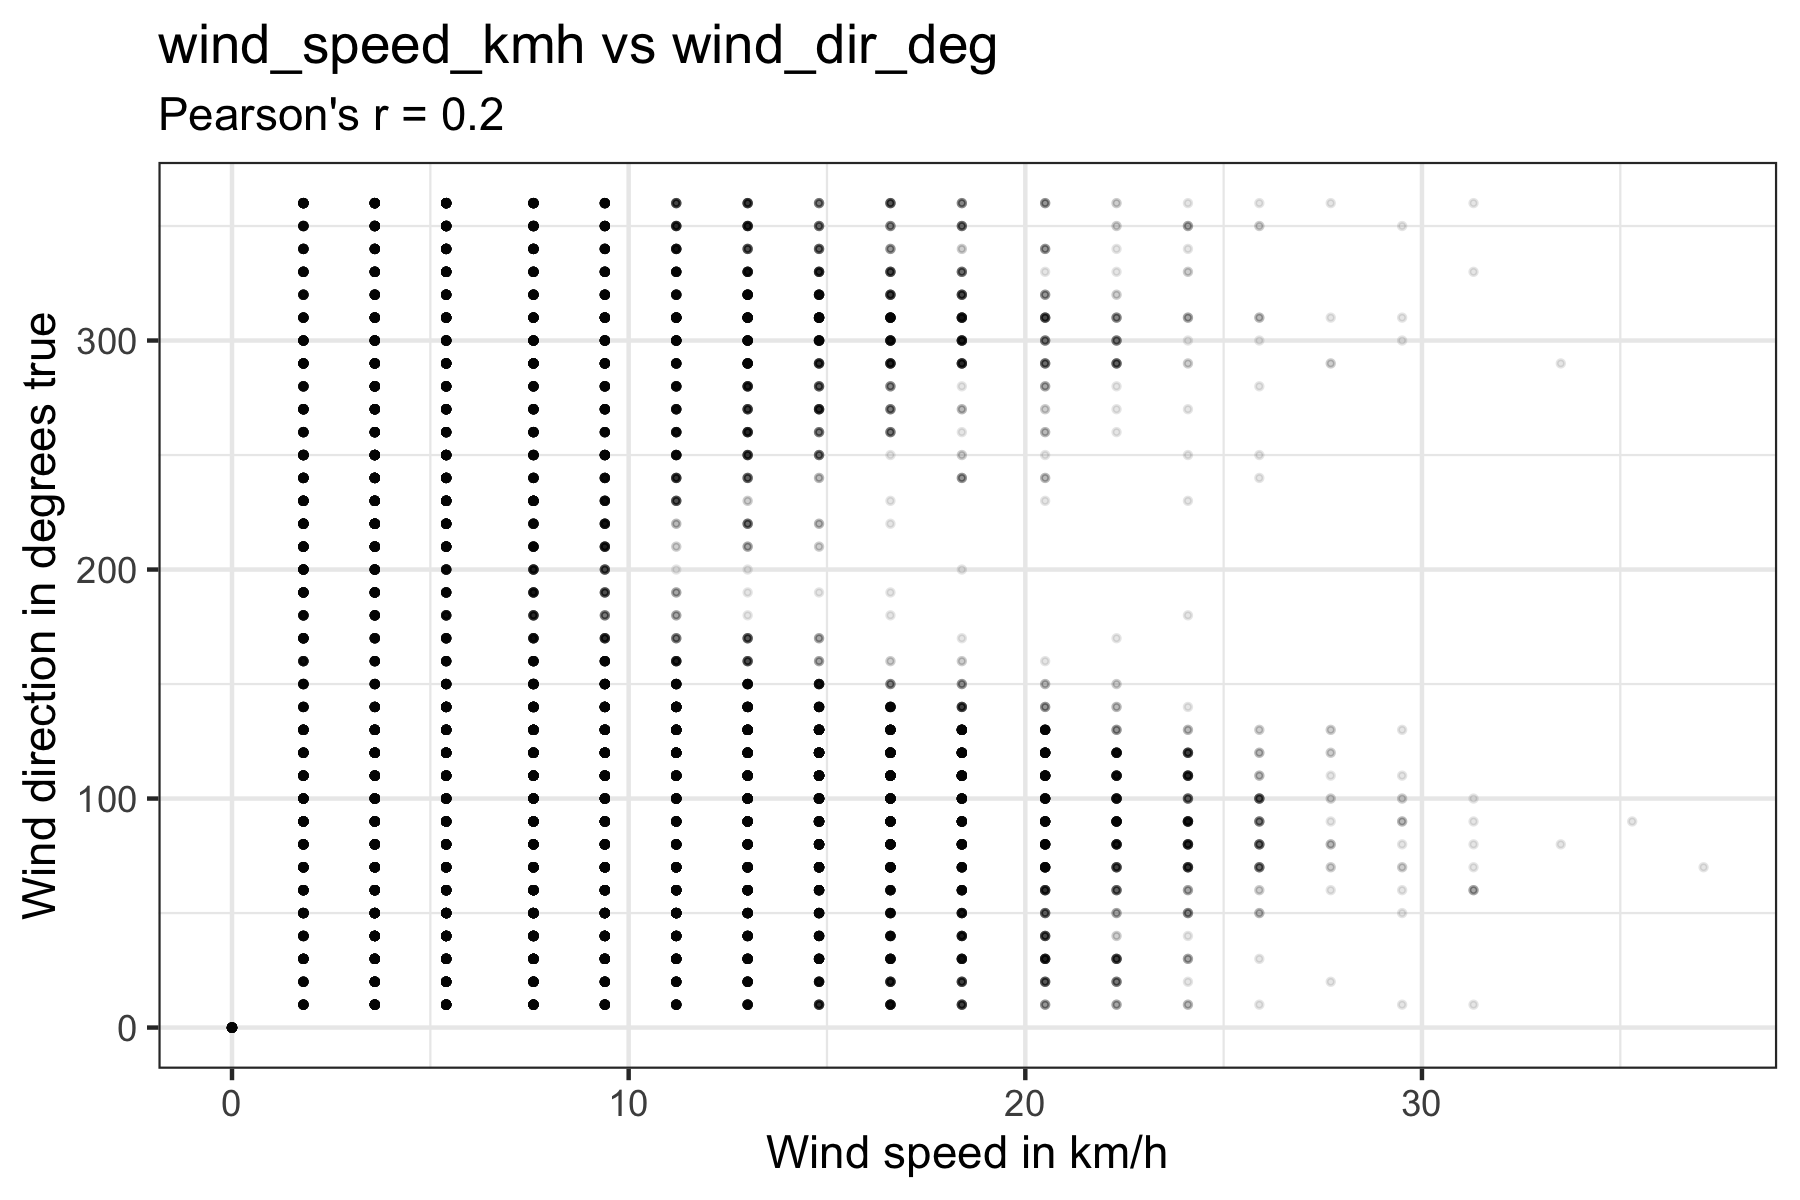 wind_speed_kmh vs wind_dir_deg
Pearson's r = 0.2
Wind direction in degrees true
300
200
100
0
0 10 20 30
Wind speed in km/h